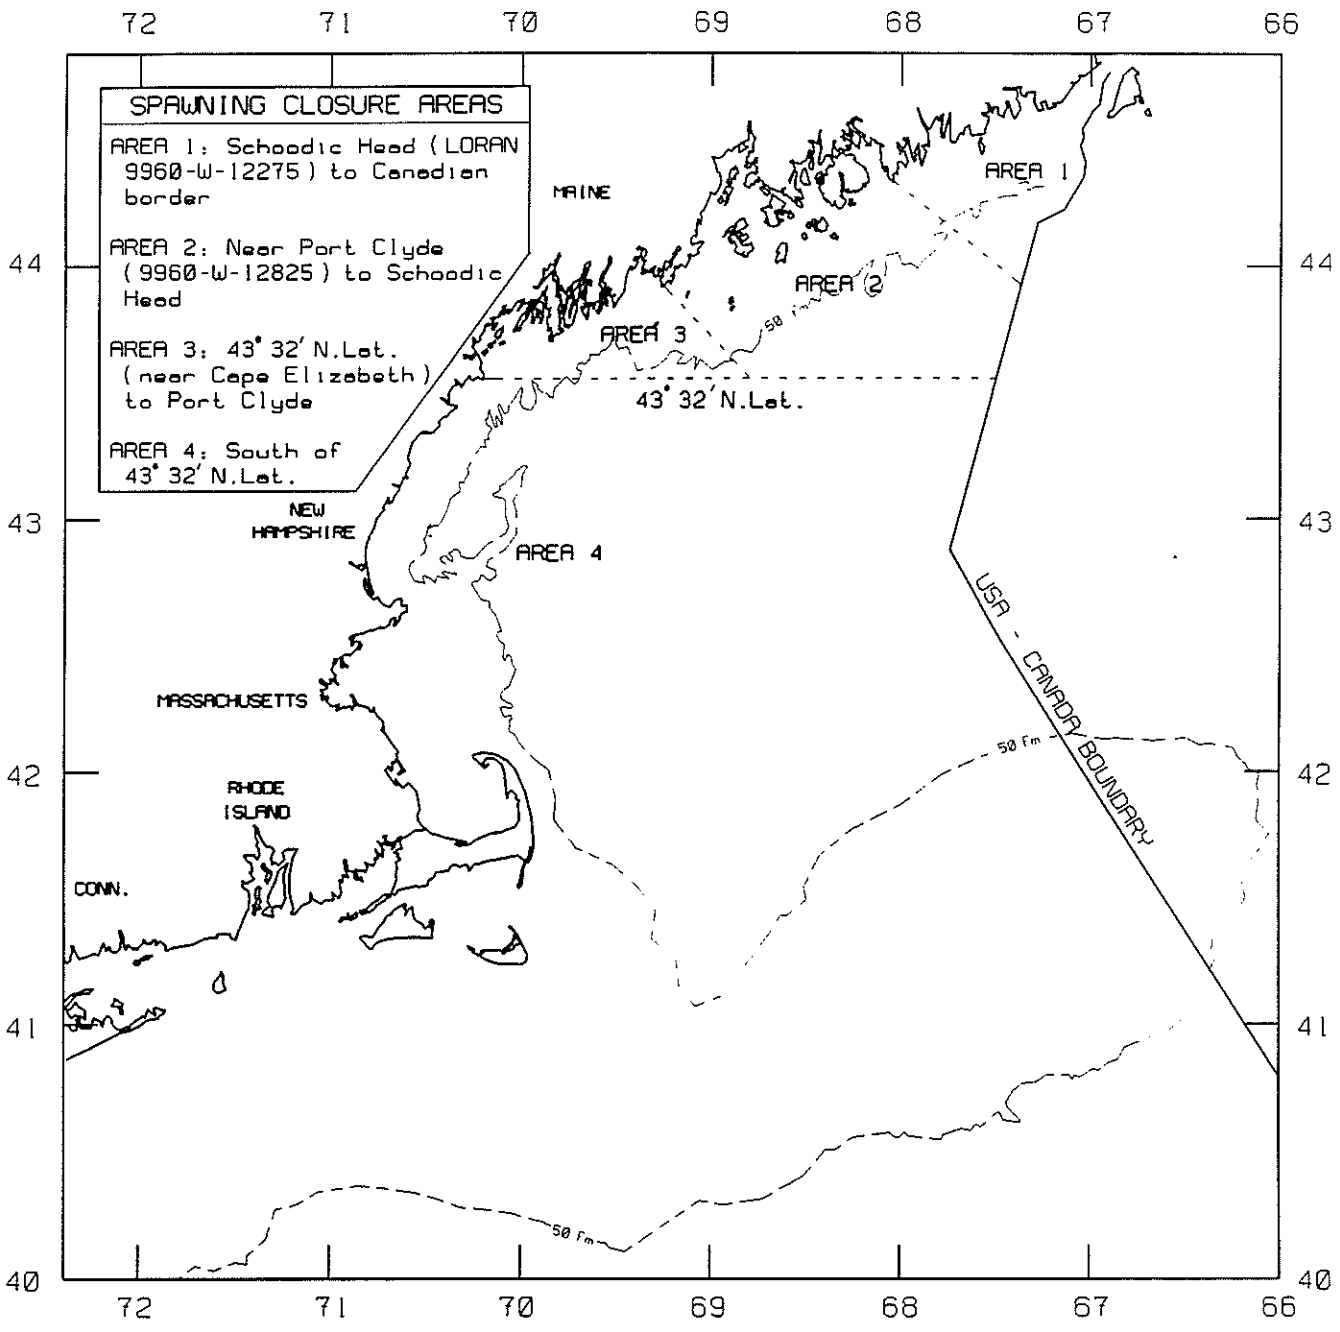 72 71 70 69 68 67 66
SPAWNING CLOSURE AREAS
AREA 1: Schoodic Head (LORAN
9960-W-12275) to Canadian
border
AREA 2: Near Port Clyde
(9960-W-12825) to Schoodic
Head
AREA 3: 43° 32' N.Lat.
(near Cape Elizabeth)
to Port Clyde
AREA 4: South of
43° 32' N.Lat.
MAINE
AREA 1
44 44
AREA 2
50 Fm
AREA 3
43° 32' N.Lat.
NEW
HAMPSHIRE
43 43
AREA 4
USA - CANADA BOUNDARY
MASSACHUSETTS
50 Fm
42 42
RHODE
ISLAND
CONN.
41 41
50 Fm
40 40
72 71 70 69 68 67 66